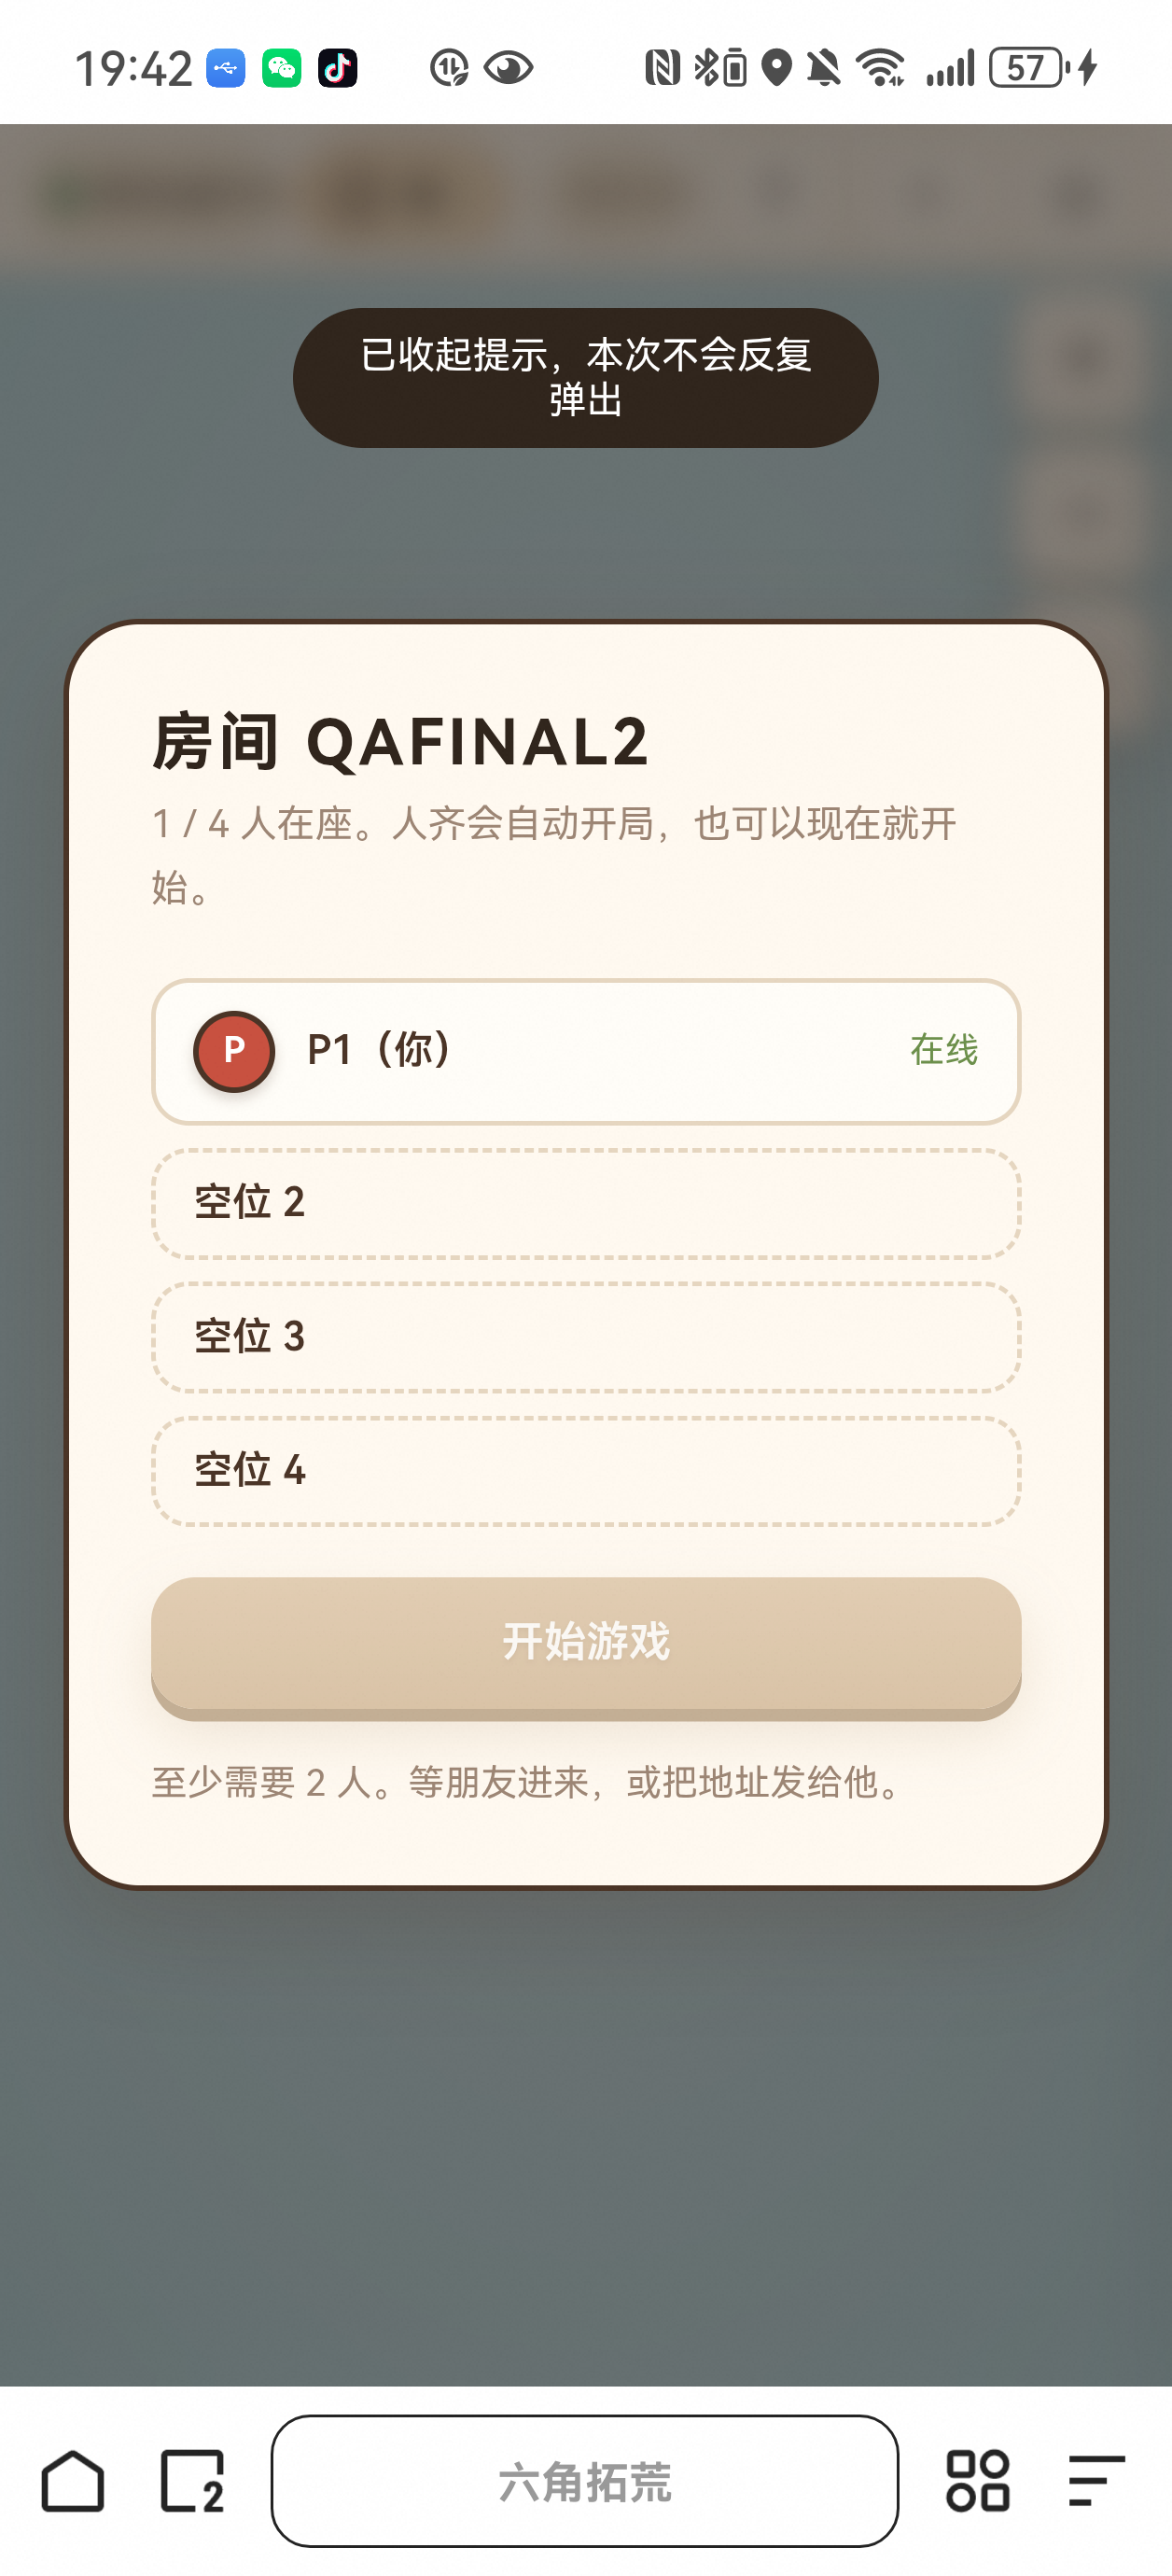 19:42
57
已收起提示，本次不会反复
弹出
房间 QAFINAL2
1 / 4 人在座。人齐会自动开局，也可以现在就开
始。
P
P1（你）
在线
空位 2
空位 3
空位 4
开始游戏
至少需要 2 人。等朋友进来，或把地址发给他。
2
六角拓荒